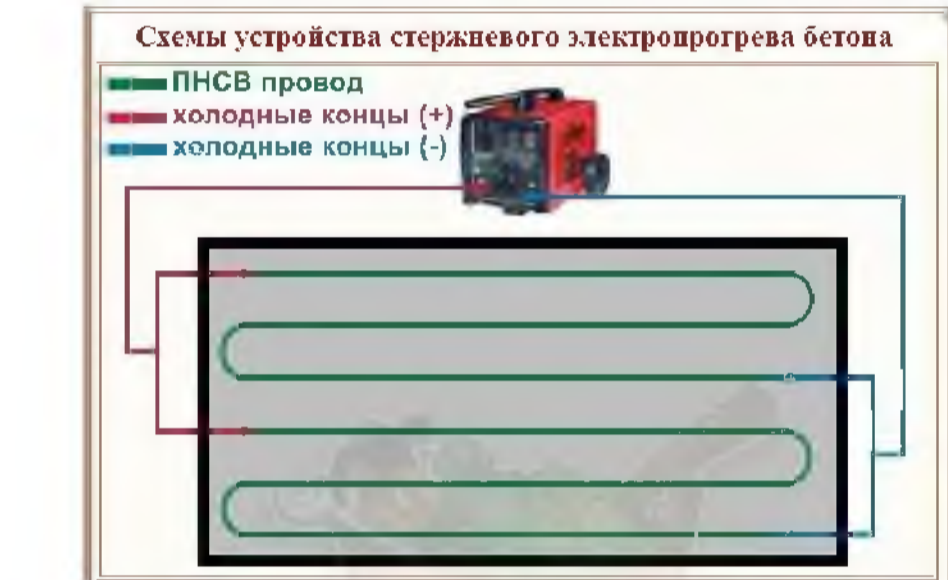 Схемы устройства стержневого электропрогрева бетона
ПНСВ провод
холодные концы (+)
холодные концы (-)